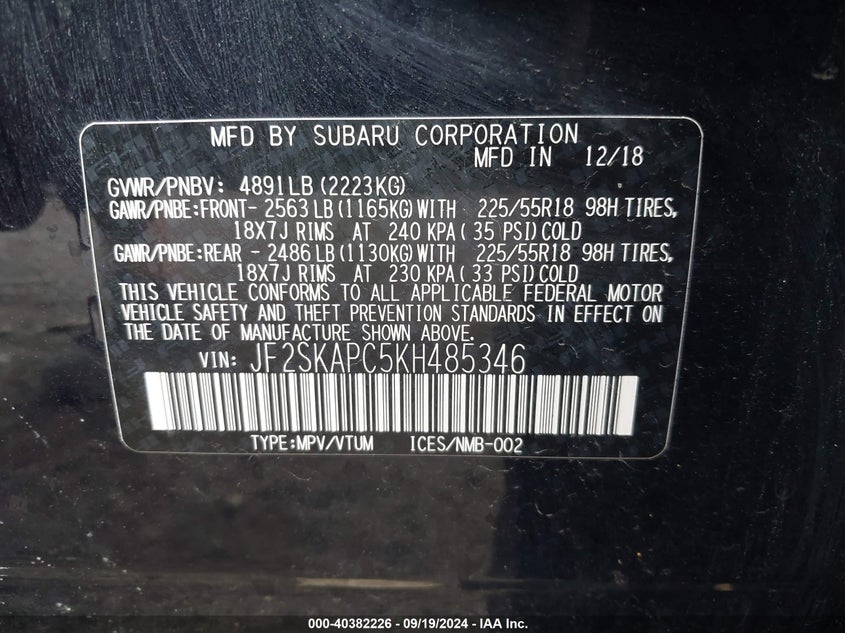 MFD BY SUBARU CORPORATION
MFD IN 12/18
GVWR/PNBV: 4891LB(2223KG)
GAWR/PNBE:FRONT- 2563LB(1165KG)WITH 225/55R18 98H TIRES,
18X7J RIMS AT 240 KPA( 35 PSI)COLD
GAWR/PNBE:REAR - 2486LB(1130KG)WITH 225/55R18 98H TIRES,
18X7J RIMS AT 230 KPA( 33 PSI)COLD
THIS VEHICLE CONFORMS TO ALL APPLICABLE FEDERAL MOTOR
VEHICLE SAFETY AND THEFT PREVENTION STANDARDS IN EFFECT ON
THE DATE OF MANUFACTURE SHOWN ABOVE.
VIN: JF2SKAPC5KH485346
TYPE:MPV/VTUM ICES/NMB-002
000-40382226 - 09/19/2024 - IAA Inc.